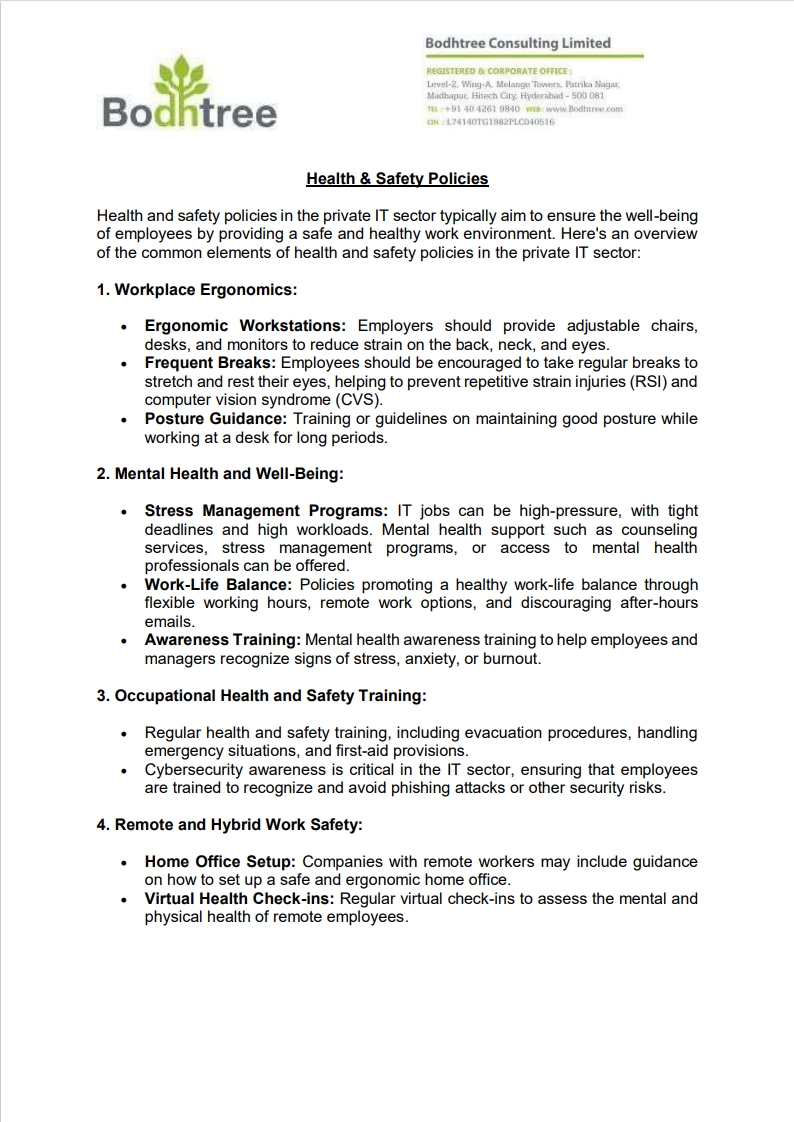 Bodhtree
Bodhtree Consulting Limited
REGISTERED & CORPORATE OFFICE :
Level-2, Wing-A, Melange Towers, Patrika Nagar,
Madhapur, Hitech City, Hyderabad - 500 081
TEL : +91 40 4261 9840 WEB: www.Bodhtree.com
CIN : L74140TG1982PLC040516
Health & Safety Policies
Health and safety policies in the private IT sector typically aim to ensure the well-being
of employees by providing a safe and healthy work environment. Here's an overview
of the common elements of health and safety policies in the private IT sector:
1. Workplace Ergonomics:
• Ergonomic Workstations: Employers should provide adjustable chairs,
desks, and monitors to reduce strain on the back, neck, and eyes.
• Frequent Breaks: Employees should be encouraged to take regular breaks to
stretch and rest their eyes, helping to prevent repetitive strain injuries (RSI) and
computer vision syndrome (CVS).
• Posture Guidance: Training or guidelines on maintaining good posture while
working at a desk for long periods.
2. Mental Health and Well-Being:
• Stress Management Programs: IT jobs can be high-pressure, with tight
deadlines and high workloads. Mental health support such as counseling
services, stress management programs, or access to mental health
professionals can be offered.
• Work-Life Balance: Policies promoting a healthy work-life balance through
flexible working hours, remote work options, and discouraging after-hours
emails.
• Awareness Training: Mental health awareness training to help employees and
managers recognize signs of stress, anxiety, or burnout.
3. Occupational Health and Safety Training:
• Regular health and safety training, including evacuation procedures, handling
emergency situations, and first-aid provisions.
• Cybersecurity awareness is critical in the IT sector, ensuring that employees
are trained to recognize and avoid phishing attacks or other security risks.
4. Remote and Hybrid Work Safety:
• Home Office Setup: Companies with remote workers may include guidance
on how to set up a safe and ergonomic home office.
• Virtual Health Check-ins: Regular virtual check-ins to assess the mental and
physical health of remote employees.